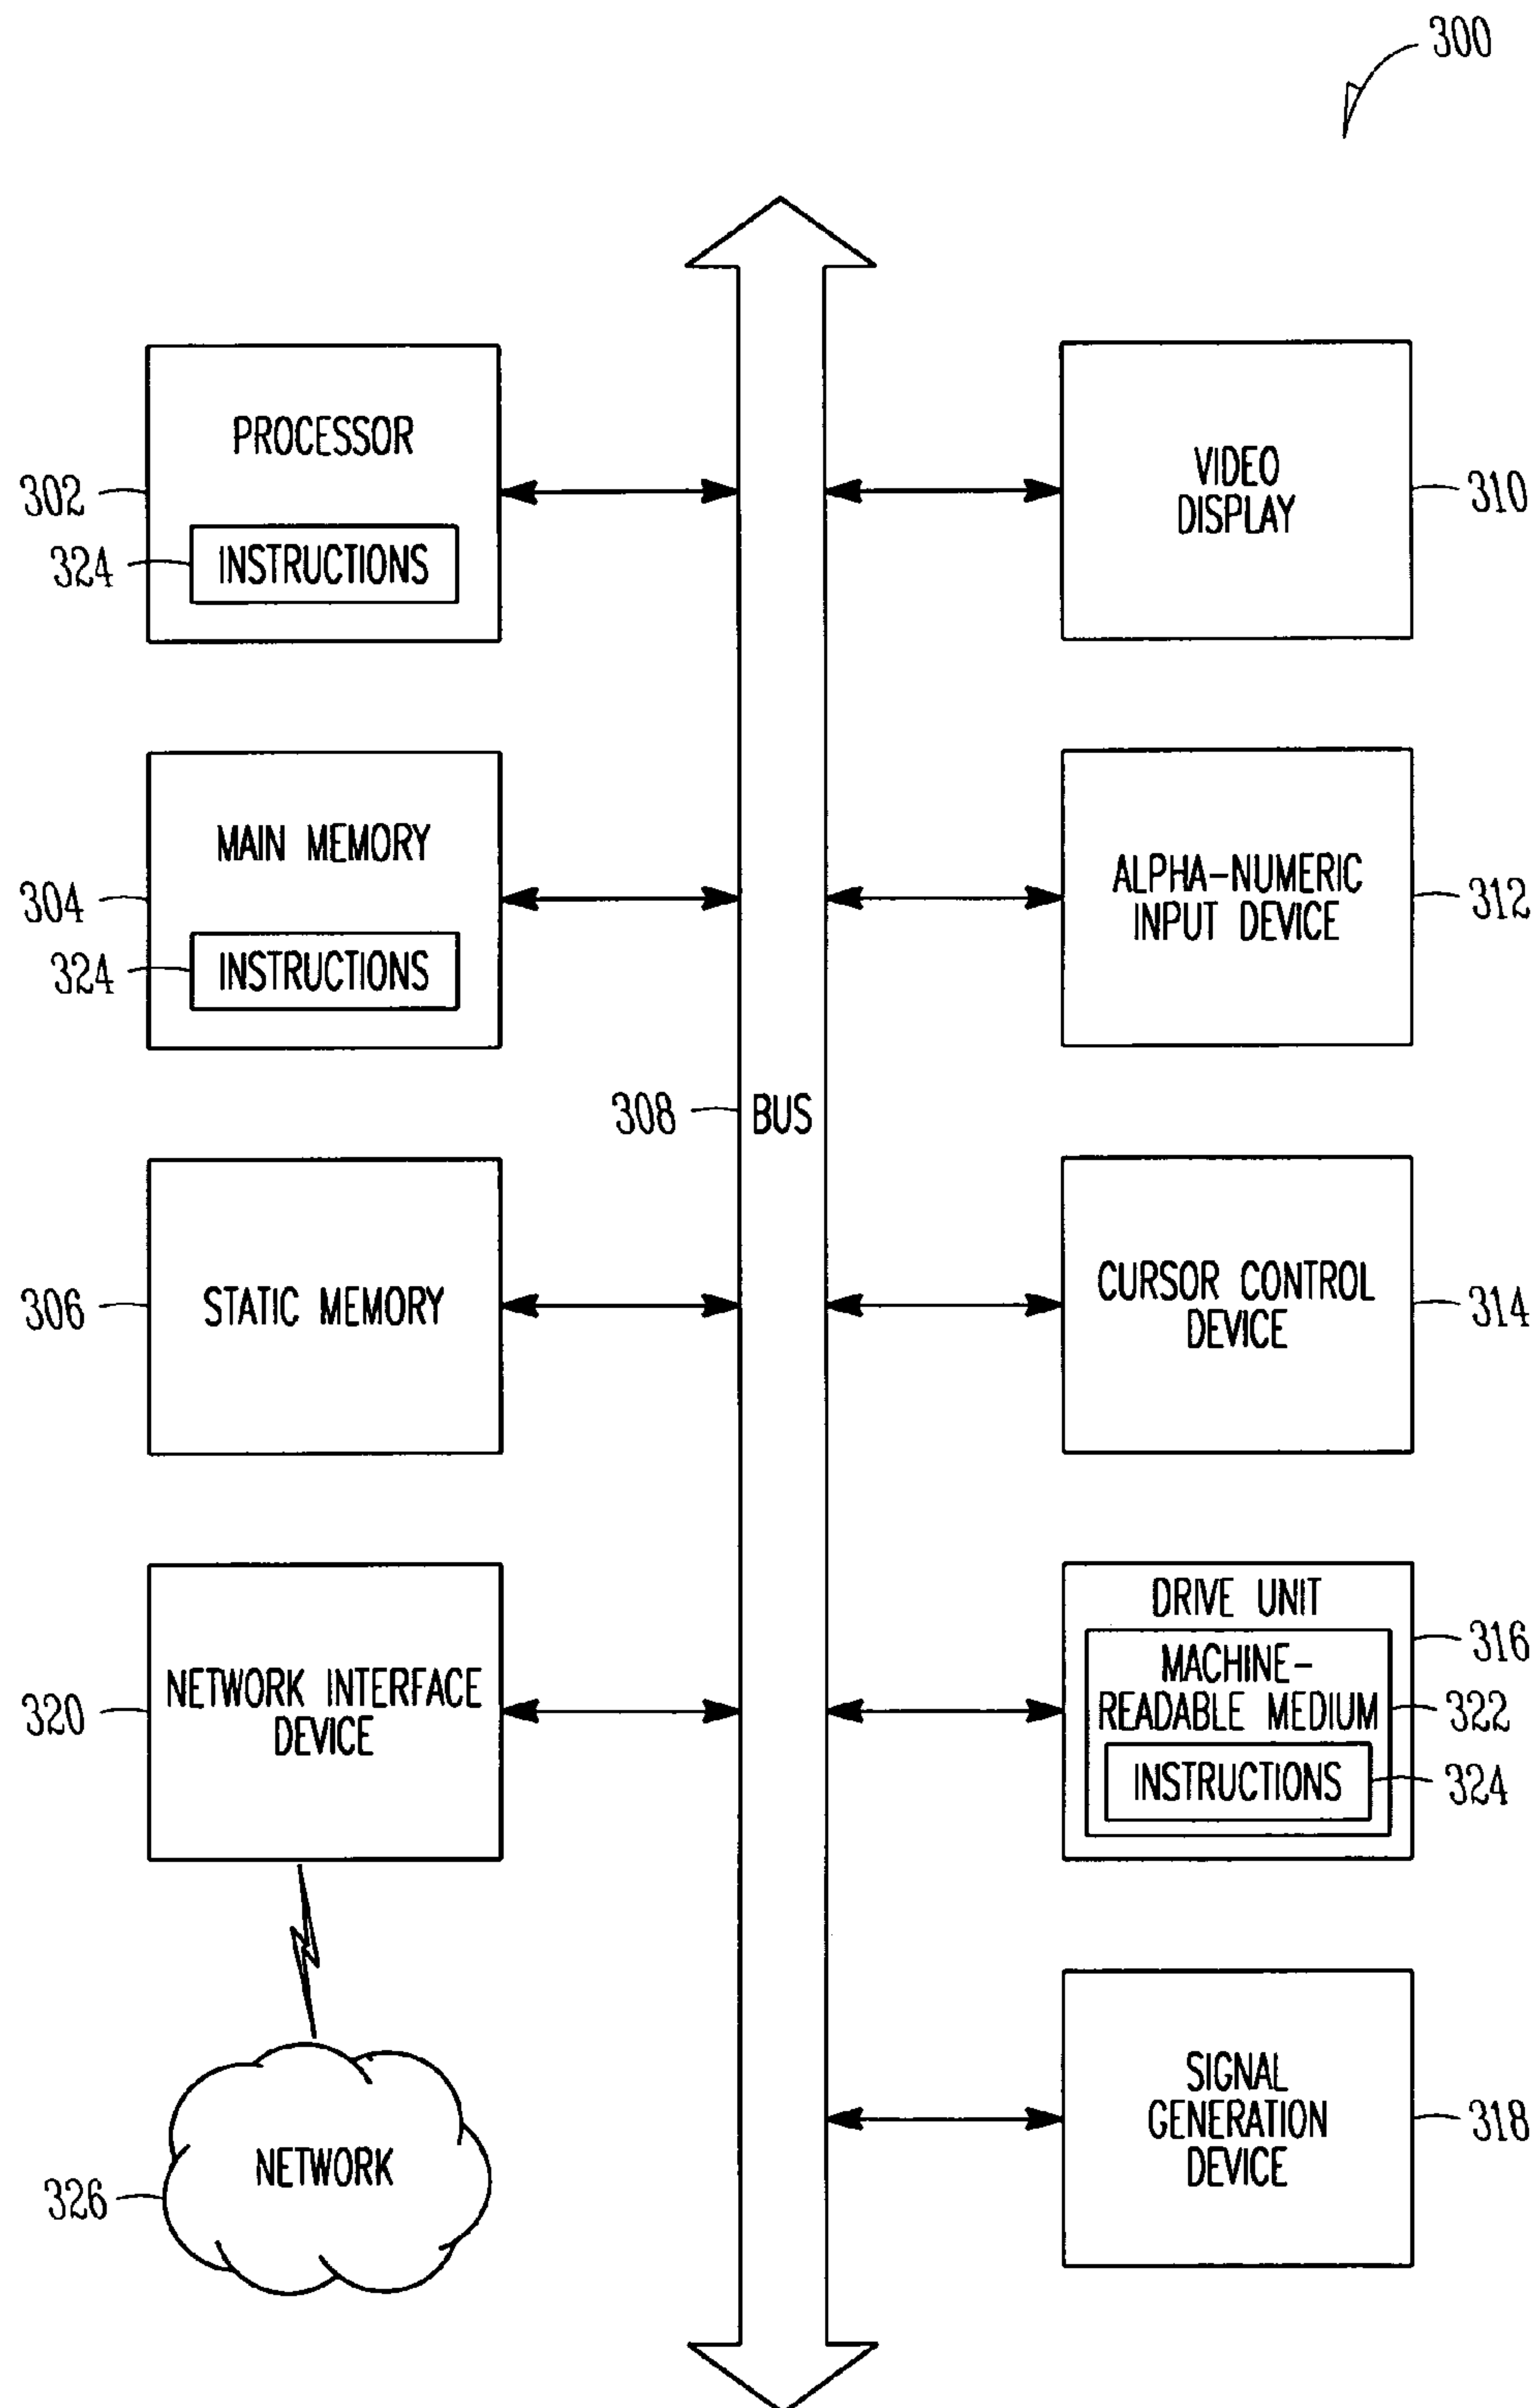 300
PROCESSOR
302
324
INSTRUCTIONS
VIDEO
DISPLAY
310
MAIN MEMORY
304
324
INSTRUCTIONS
ALPHA-NUMERIC
INPUT DEVICE
312
308
BUS
306
STATIC MEMORY
CURSOR CONTROL
DEVICE
314
320
NETWORK INTERFACE
DEVICE
DRIVE UNIT
316
MACHINE-
READABLE MEDIUM
322
INSTRUCTIONS
324
326
NETWORK
SIGNAL
GENERATION
DEVICE
318